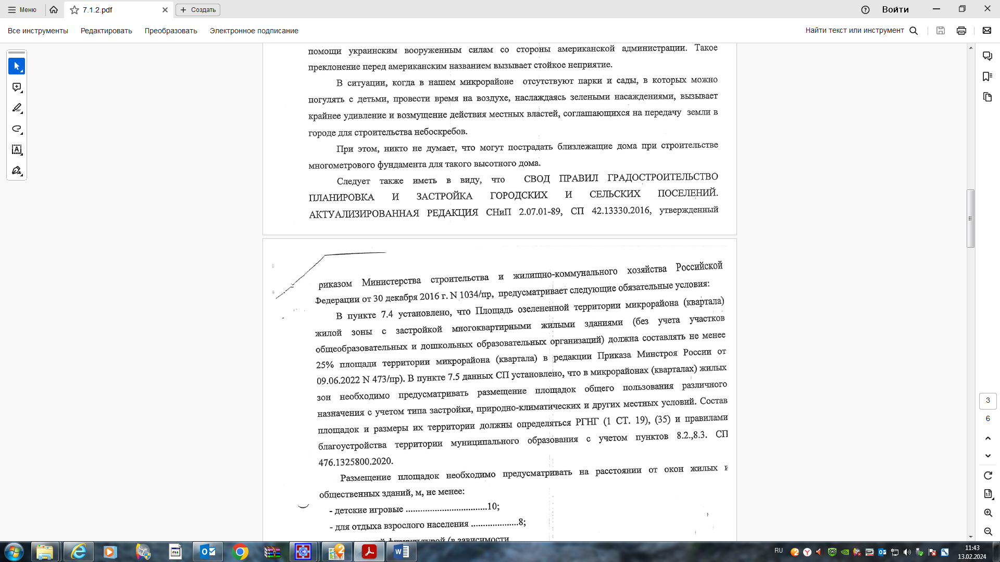 Меню
7.1.2.pdf
Создать
Войти
Все инструменты
Редактировать
Преобразовать
Электронное подписание
Найти текст или инструмент
помощи украинским вооруженным силам со стороны американской администрации. Такое
преклонение перед американским названием вызывает стойкое неприятие.
В ситуации, когда в нашем микрорайоне отсутствуют парки и сады, в которых можно
погулять с детьми, провести время на воздухе, наслаждаясь зелеными насаждениями, вызывает
крайнее удивление и возмущение действия местных властей, соглашающихся на передачу земли в
городе для строительства небоскребов.
При этом, никто не думает, что могут пострадать близлежащие дома при строительстве
многометрового фундамента для такого высотного дома.
Следует также иметь в виду, что СВОД ПРАВИЛ ГРАДОСТРОИТЕЛЬСТВО
ПЛАНИРОВКА И ЗАСТРОЙКА ГОРОДСКИХ И СЕЛЬСКИХ ПОСЕЛЕНИЙ.
АКТУАЛИЗИРОВАННАЯ РЕДАКЦИЯ СНиП 2.07.01-89, СП 42.13330.2016, утвержденный
риказом Министерства строительства и жилищно-коммунального хозяйства Российской
Федерации от 30 декабря 2016 г. N 1034/пр, предусматривает следующие обязательные условия:
В пункте 7.4 установлено, что Площадь озелененной территории микрорайона (квартала)
жилой зоны с застройкой многоквартирными жилыми зданиями (без учета участков
общеобразовательных и дошкольных образовательных организаций) должна составлять не менее
25% площади территории микрорайона (квартала) в редакции Приказа Минстроя России от
09.06.2022 N 473/пр). В пункте 7.5 данных СП установлено, что в микрорайонах (кварталах) жилых
зон необходимо предусматривать размещение площадок общего пользования различного
назначения с учетом типа застройки, природно-климатических и других местных условий. Состав
площадок и размеры их территории должны определяться РГНГ (1 СТ. 19), (35) и правилами
благоустройства территории муниципального образования с учетом пунктов 8.2.,8.3. СП
476.1325800.2020.
Размещение площадок необходимо предусматривать на расстоянии от окон жилых и
общественных зданий, м, не менее:
- детские игровые .................................10;
- для отдыха взрослого населения ....................8;
физкультурой (в зависимости
3
6
RU
11:43
13.02.2024